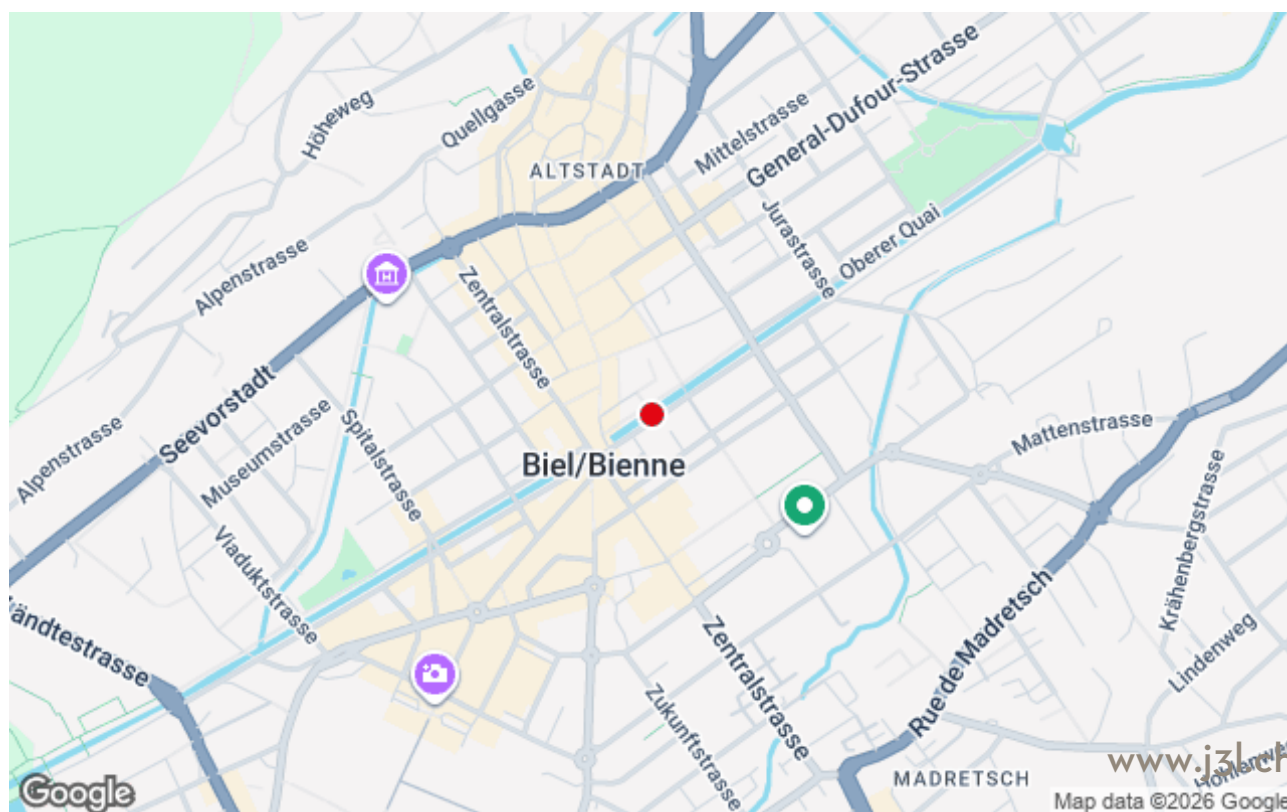 General-Dufour-Strasse
Höheweg
Quellgasse
Mittelstrasse
ALTSTADT
Jurastrasse
Oberer Quai
Alpenstrasse
Zentralstrasse
Seevorstadt
Museumstrasse
Spitalstrasse
Alpenstrasse
Mattenstrasse
Biel/Bienne
Krähenbergstrasse
Viaduktstrasse
Rue de Madretsch
Lindenweg
ändtestrasse
Zentralstrasse
Zukunftstrasse
www.j3l.ch
Höhlenweg
MADRETSCH
Google
Map data ©2026 Google